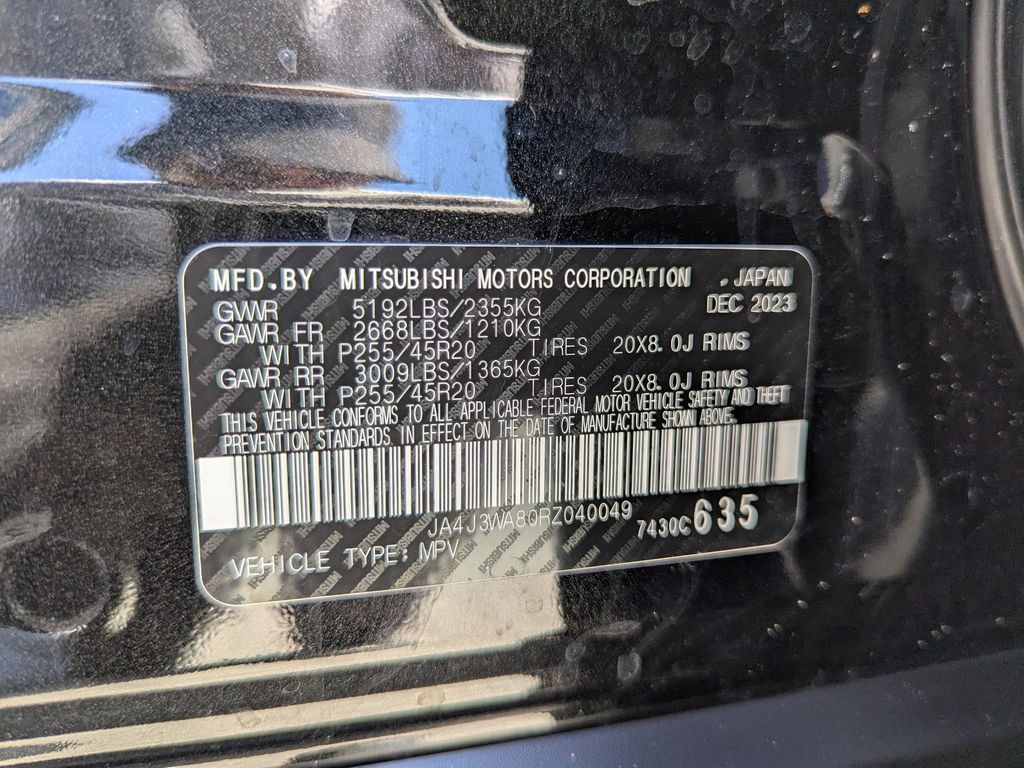 MFD.BY MITSUBISHI MOTORS CORPORATION .JAPAN
GWWR 5192LBS/2355KG DEC 2023
GAWR FR 2668LBS/1210KG
WITH P255/45R20 TIRES 20X8.0J RIMS
GAWR RR 3009LBS/1365KG
WITH P255/45R20 TIRES 20X8.0J RIMS
THIS VEHICLE CONFORMS TO ALL APPLICABLE FEDERAL MOTOR VEHICLE SAFETY AND THEFT
PREVENTION STANDARDS IN EFFECT ON THE DATE OF MANUFACTURE SHOWN ABOVE.
JA4J3WA80RZ040049
7430C635
VEHICLE TYPE: MPV